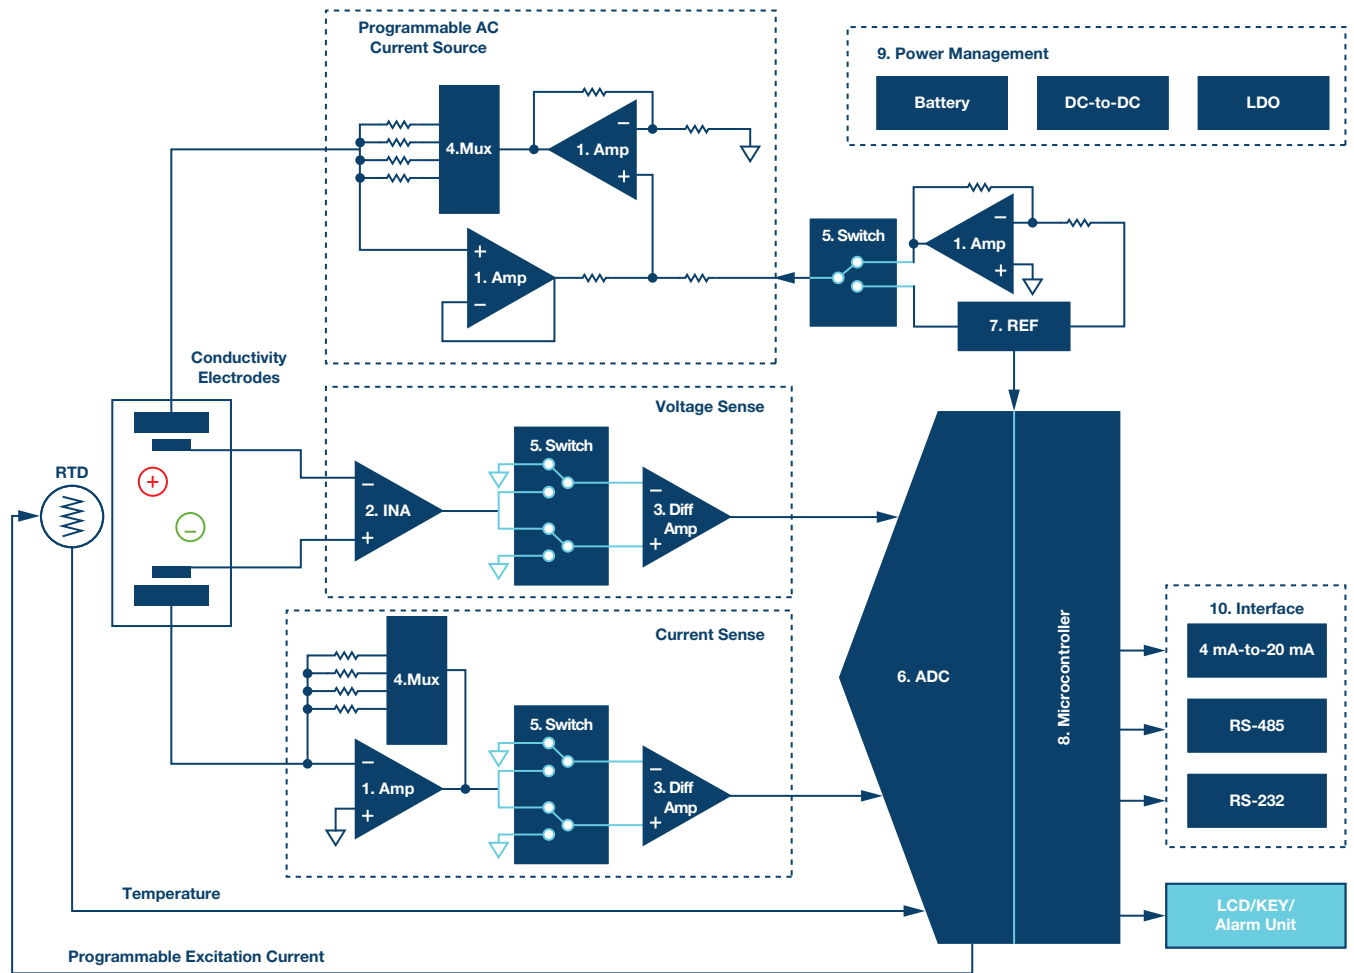 Programmable AC
Current Source
4.Mux
−
1. Amp
+
+
1. Amp
−
9. Power Management
Battery
DC-to-DC
LDO
5. Switch
−
1. Amp
+
7. REF
Conductivity
Electrodes
RTD
+
−
Voltage Sense
−
2. INA
+
5. Switch
−
3. Diff
Amp
+
Current Sense
4.Mux
−
1. Amp
+
5. Switch
−
3. Diff
Amp
+
6. ADC
8. Microcontroller
10. Interface
4 mA-to-20 mA
RS-485
RS-232
LCD/KEY/
Alarm Unit
Temperature
Programmable Excitation Current